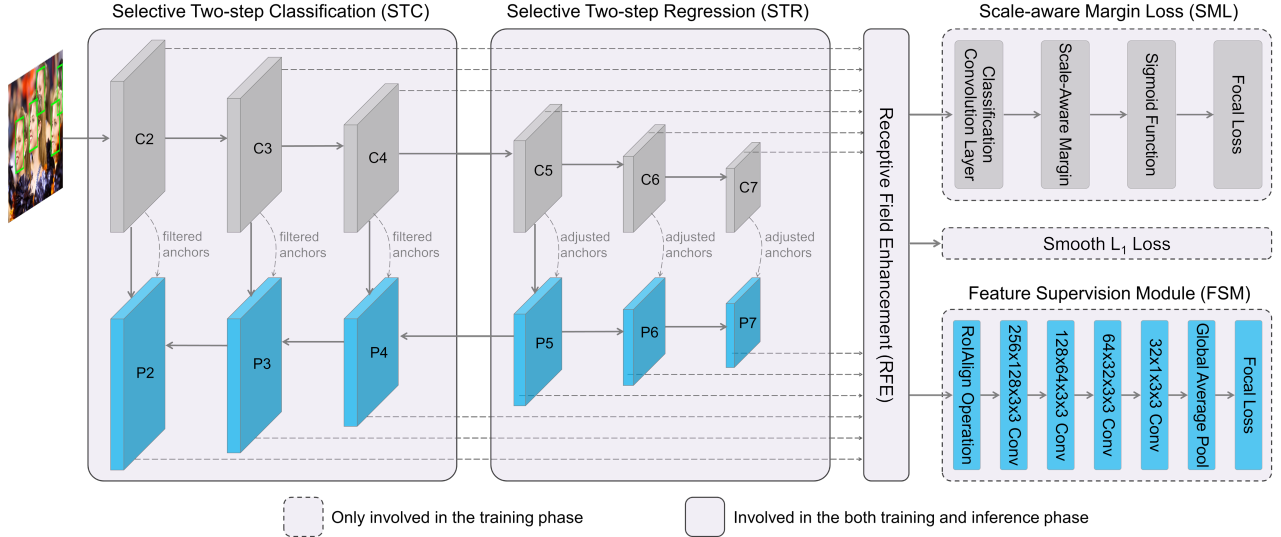 Selective Two-step Classification (STC)
Selective Two-step Regression (STR)
Scale-aware Margin Loss (SML)
C2
C3
C4
C5
C6
C7
filtered
anchors
filtered
anchors
filtered
anchors
adjusted
anchors
adjusted
anchors
adjusted
anchors
P2
P3
P4
P5
P6
P7
Receptive Field Enhancement (RFE)
Classification
Convolution Layer
Scale-Aware Margin
Sigmoid Function
Focal Loss
Smooth L1 Loss
Feature Supervision Module (FSM)
RoIAlign Operation
256x128x3x3 Conv
128x64x3x3 Conv
64x32x3x3 Conv
32x1x3x3 Conv
Global Average Pool
Focal Loss
Only involved in the training phase
Involved in the both training and inference phase